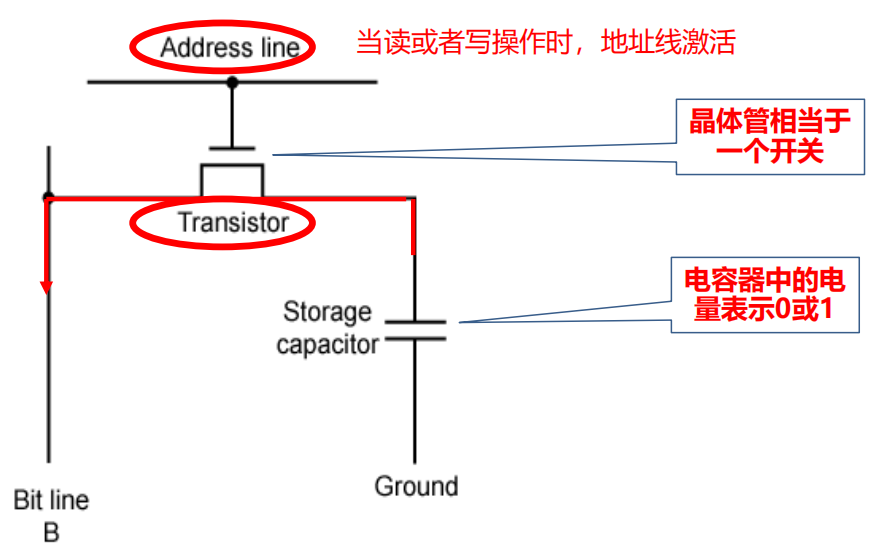 Address line
当读或者写操作时，地址线激活
晶体管相当于
一个开关
Transistor
电容器中的电
量表示0或1
Storage
capacitor
Ground
Bit line
B